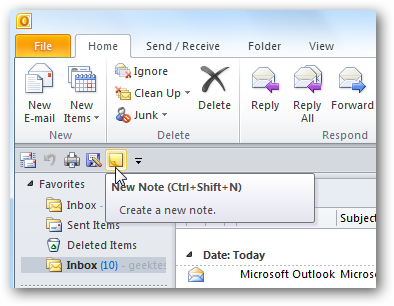 File Home Send / Receive Folder View
New E-mail
New Items
Ignore
Clean Up
Junk
Delete
Reply
Reply All
Forward
New Delete Respond
New Note (Ctrl+Shift+N)
Create a new note.
Favorites
Inbox -
Sent Items
Deleted Items
Inbox (10) - geektes
Subject
Date: Today
Microsoft Outlook Micros